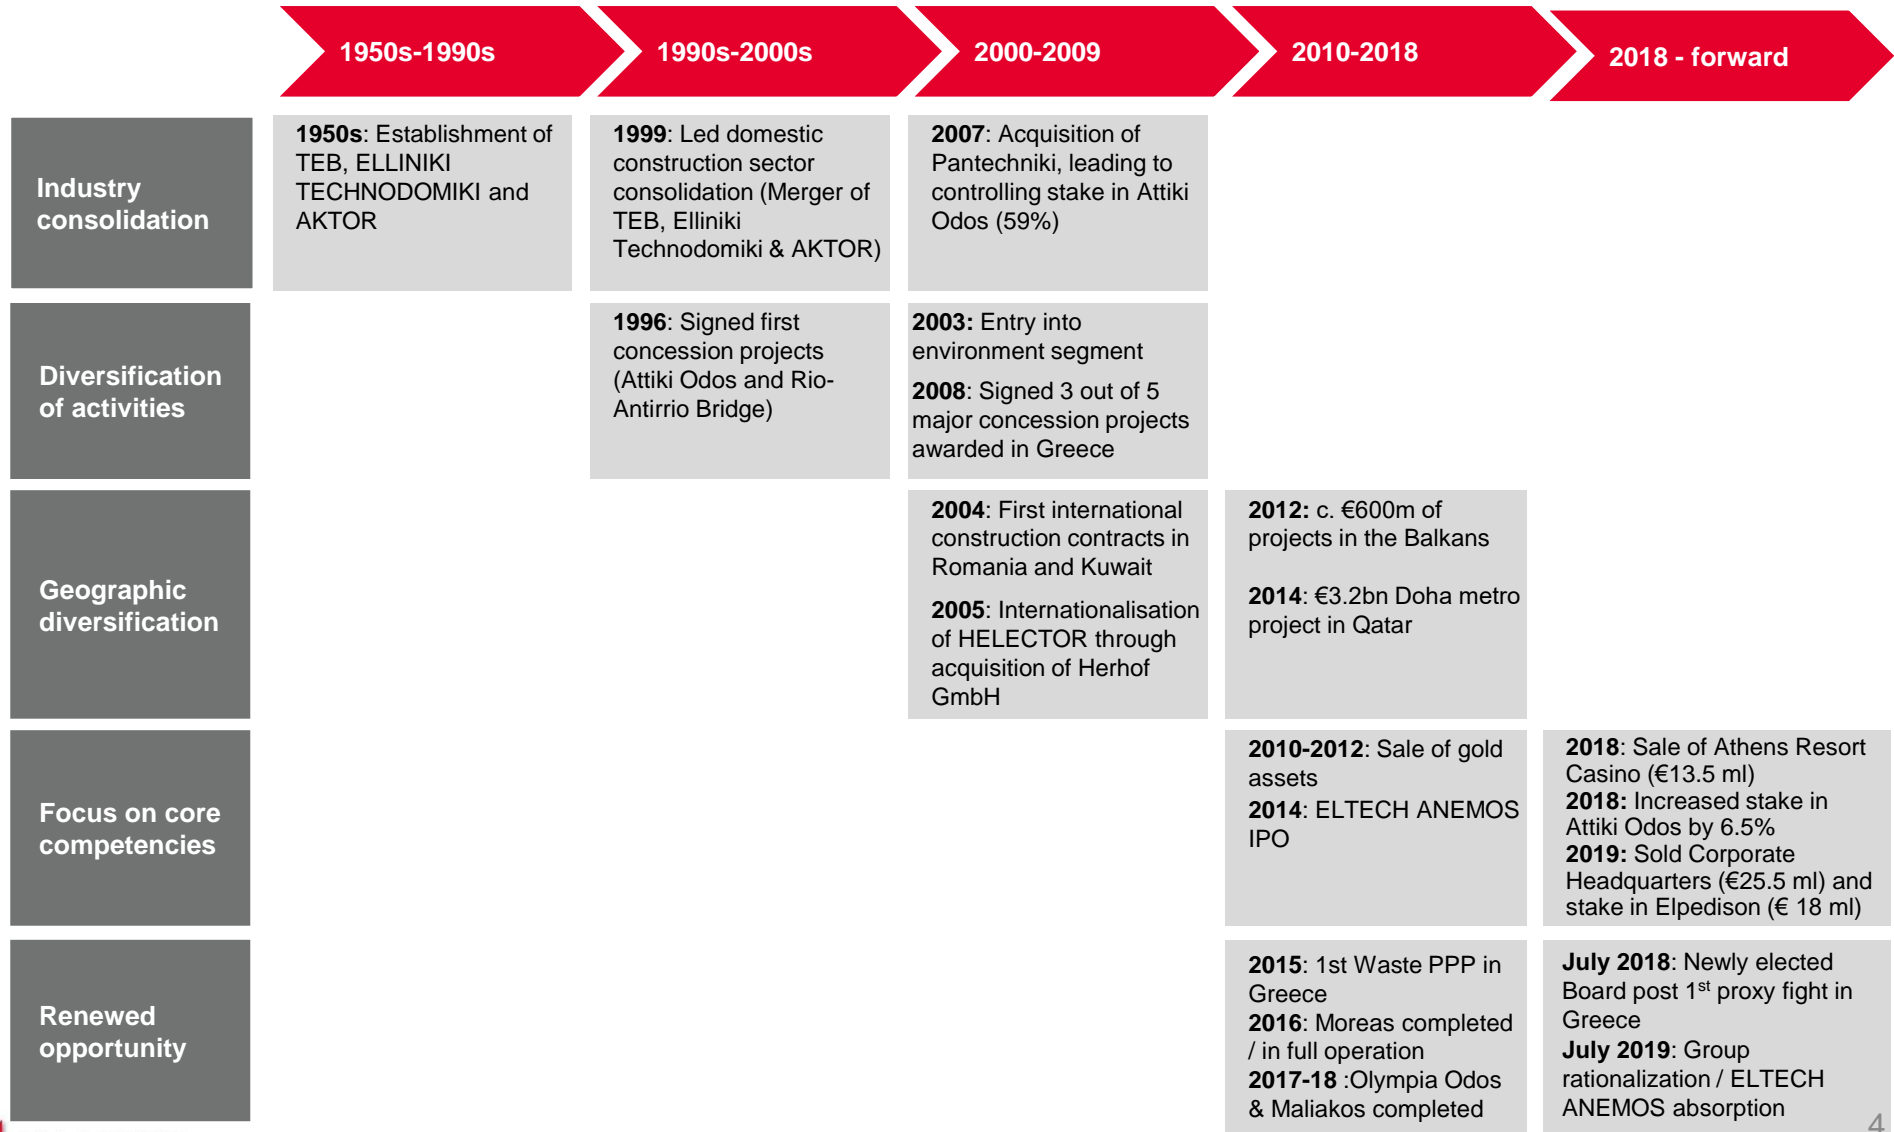 1950s-1990s
1990s-2000s
2000-2009
2010-2018
2018 - forward
Industry
consolidation
1950s: Establishment of
TEB, ELLINIKI
TECHNODOMIKI and
AKTOR
1999: Led domestic
construction sector
consolidation (Merger of
TEB, Elliniki
Technodomiki & AKTOR)
2007: Acquisition of
Pantechniki, leading to
controlling stake in Attiki
Odos (59%)
Diversification
of activities
1996: Signed first
concession projects
(Attiki Odos and Rio-
Antirrio Bridge)
2003: Entry into
environment segment
2008: Signed 3 out of 5
major concession projects
awarded in Greece
Geographic
diversification
2004: First international
construction contracts in
Romania and Kuwait
2005: Internationalisation
of HELECTOR through
acquisition of Herhof
GmbH
2012: c. €600m of
projects in the Balkans
2014: €3.2bn Doha metro
project in Qatar
Focus on core
competencies
2010-2012: Sale of gold
assets
2014: ELTECH ANEMOS
IPO
2018: Sale of Athens Resort
Casino (€13.5 ml)
2018: Increased stake in
Attiki Odos by 6.5%
2019: Sold Corporate
Headquarters (€25.5 ml) and
stake in Elpedison (€ 18 ml)
Renewed
opportunity
2015: 1st Waste PPP in
Greece
2016: Moreas completed
/ in full operation
2017-18 :Olympia Odos
& Maliakos completed
July 2018: Newly elected
Board post 1st proxy fight in
Greece
July 2019: Group
rationalization / ELTECH
ANEMOS absorption
4